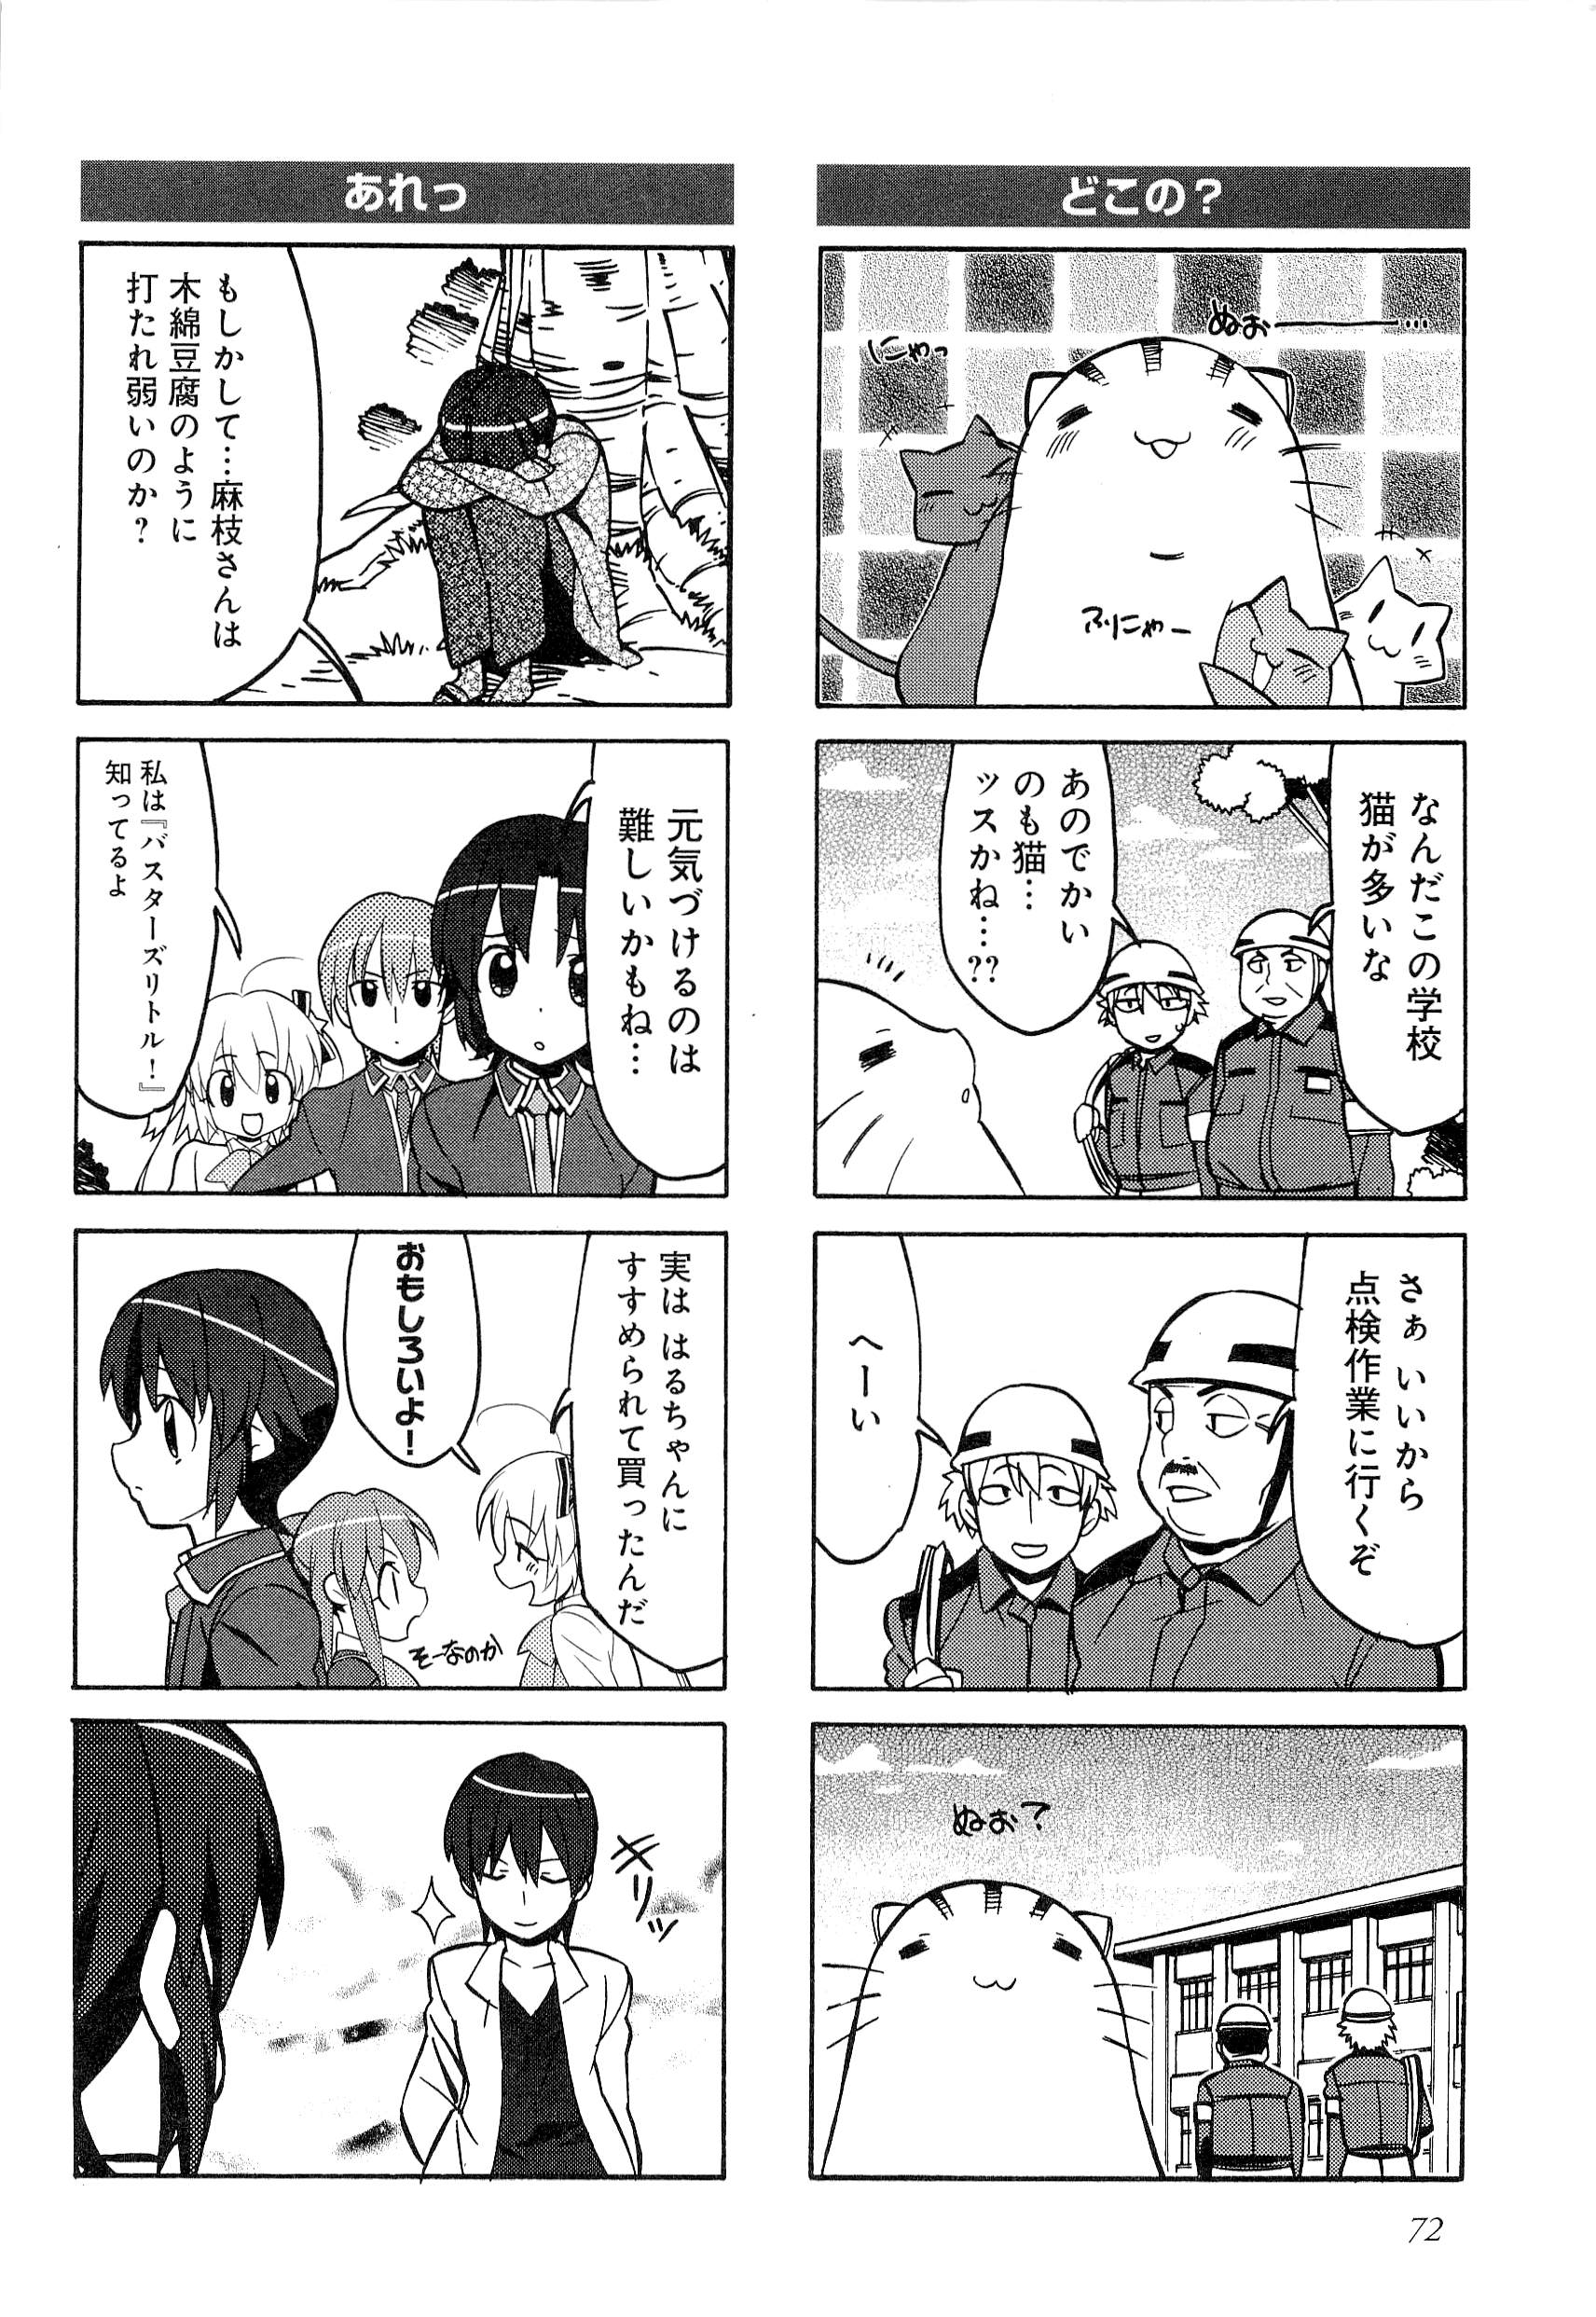 どこの?
ぬぉ――――…
にゃっ
ふにゃー
なんだこの学校
猫が多いな
あのでかい
のも猫…
ッスかね…??
さぁ いいから
点検作業に行くぞ
へーい
ぬぉ?
あれっ
もしかして…麻枝さんは
木綿豆腐のように
打たれ弱いのか?
元気づけるのは
難しいかもね…
私は『バスターズリトル!』
知ってるよ
実は はるちゃんに
すすめられて買ったんだ
おもしろいよ!
そーなのか
メリッ
72